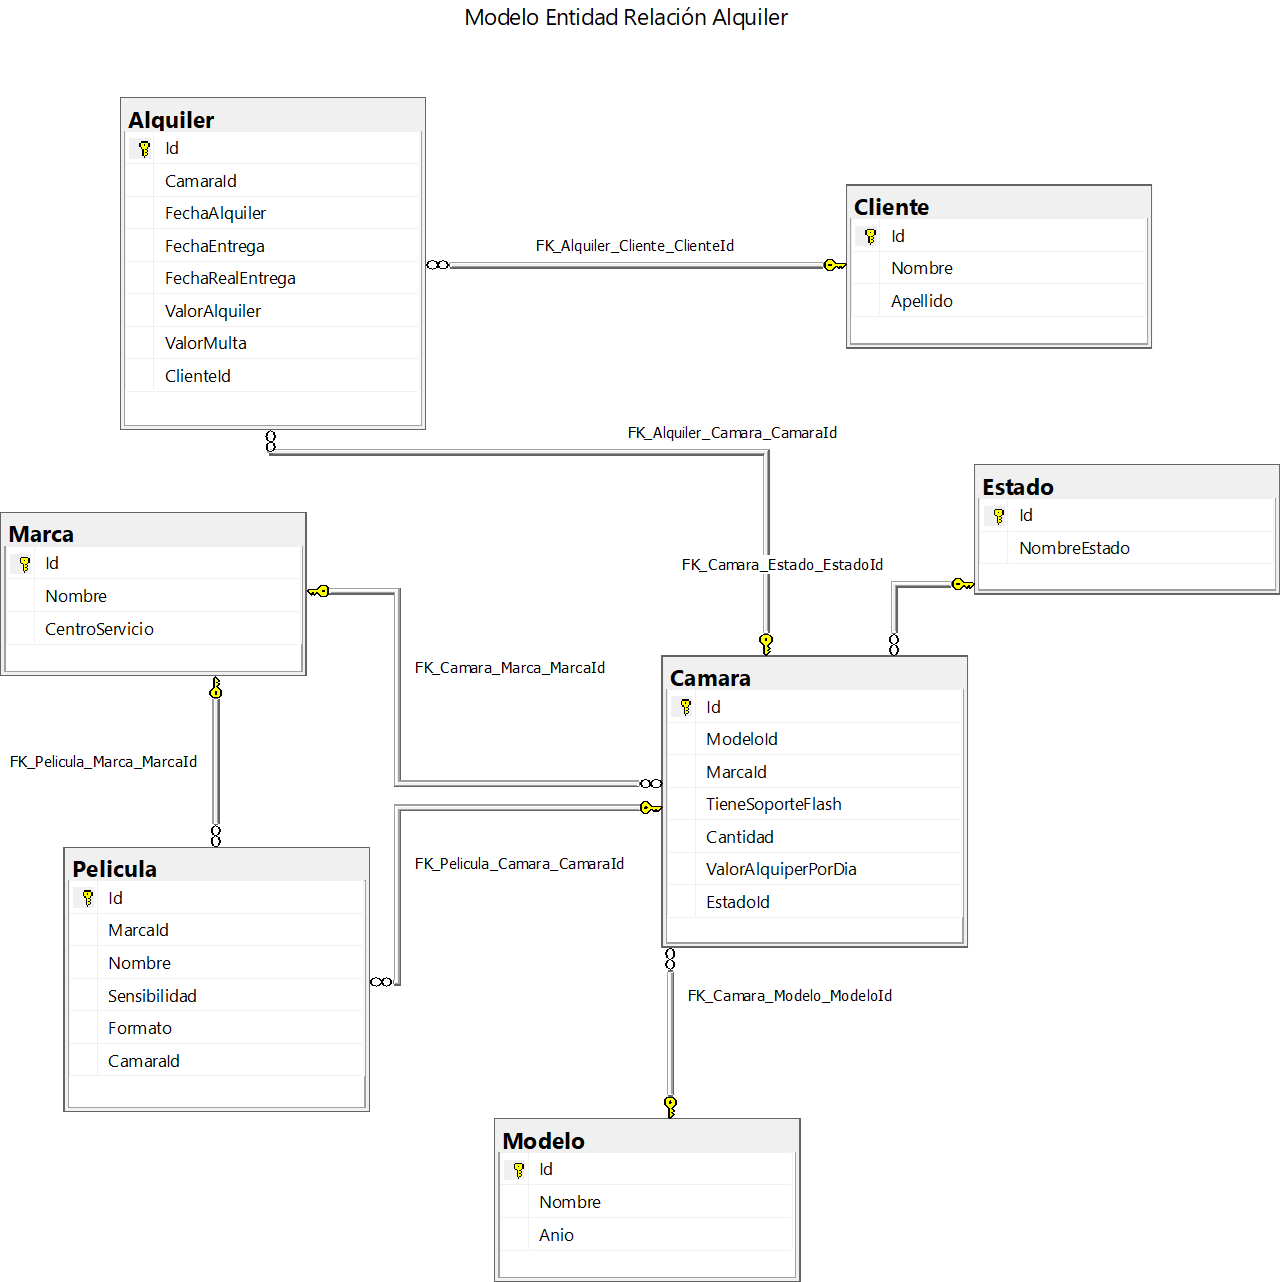 Modelo Entidad Relación Alquiler
Alquiler
Id
CamaraId
FechaAlquiler
FechaEntrega
FechaRealEntrega
ValorAlquiler
ValorMulta
ClienteId
FK_Alquiler_Cliente_ClienteId
Cliente
Id
Nombre
Apellido
FK_Alquiler_Camara_CamaraId
Estado
Id
NombreEstado
FK_Camara_Estado_EstadoId
Marca
Id
Nombre
CentroServicio
FK_Camara_Marca_MarcaId
FK_Pelicula_Marca_MarcaId
Camara
Id
ModeloId
MarcaId
TieneSoporteFlash
Cantidad
ValorAlquiperPorDia
EstadoId
FK_Pelicula_Camara_CamaraId
Pelicula
Id
MarcaId
Nombre
Sensibilidad
Formato
CamaraId
FK_Camara_Modelo_ModeloId
Modelo
Id
Nombre
Anio